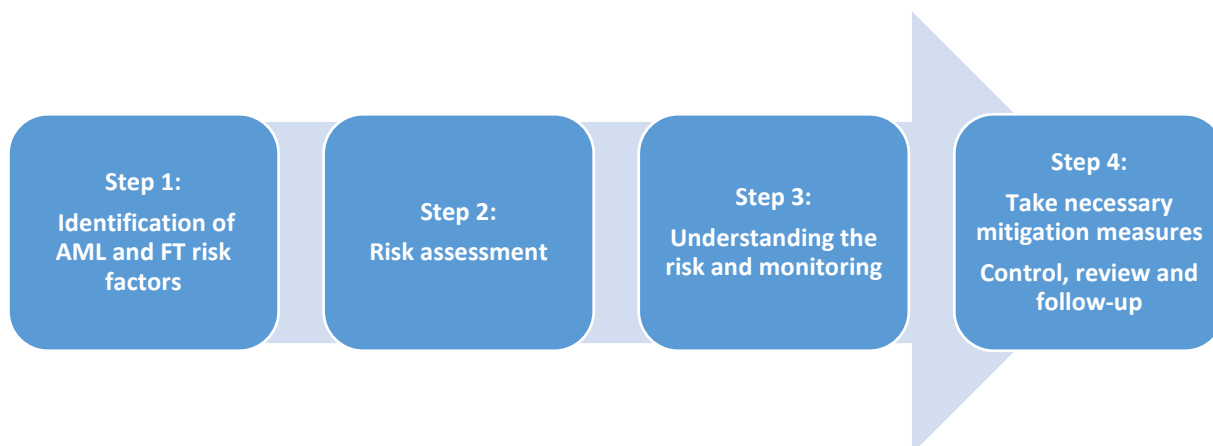 Step 1:
Identification of
AML and FT risk
factors
Step 2:
Risk assessment
Step 3:
Understanding the
risk and monitoring
Step 4:
Take necessary
mitigation measures
Control, review and
follow-up